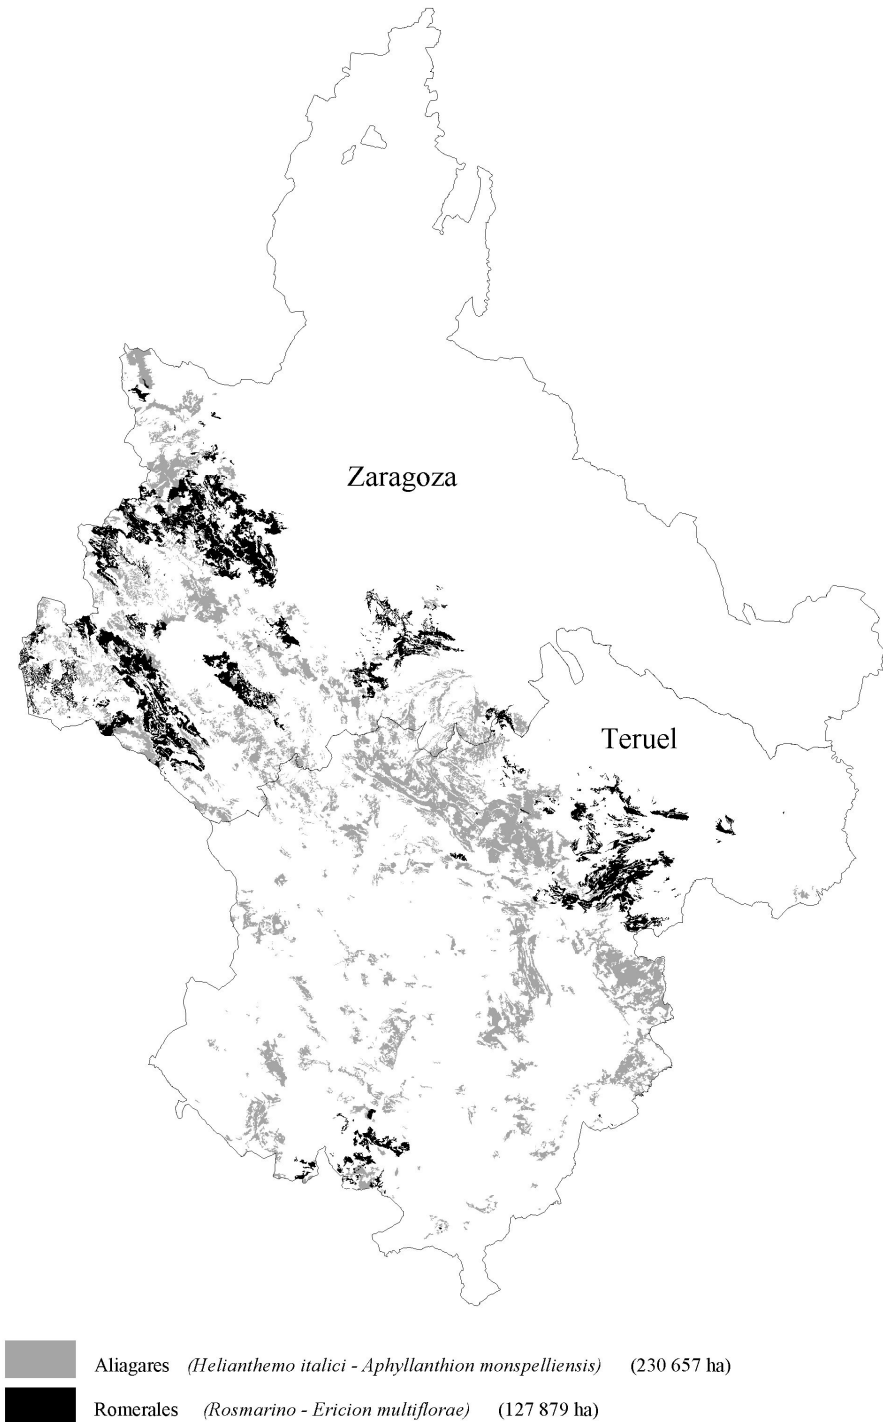 Zaragoza
Teruel
Aliagares (Helianthemo italici - Aphyllanthion monspelliensis) (230 657 ha)
Romerales (Rosmarino - Ericion multiflorae) (127 879 ha)